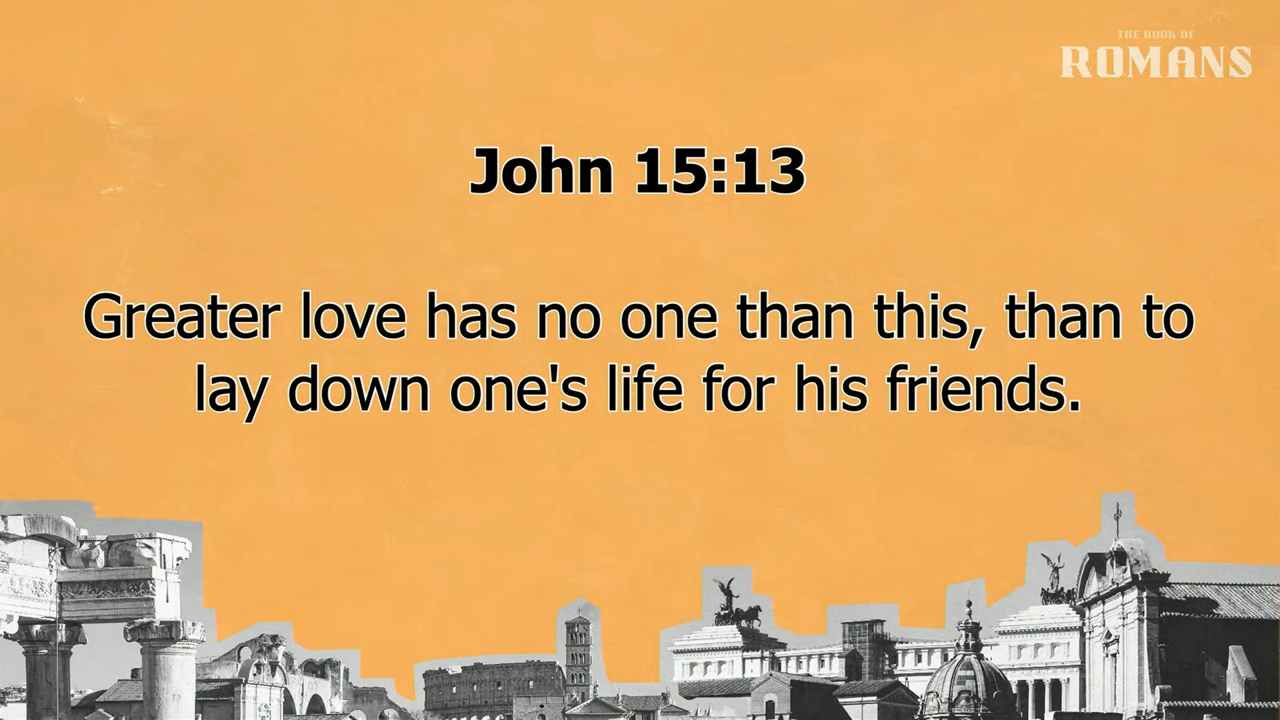 THE BOOK OF
ROMANS
John 15:13
Greater love has no one than this, than to
lay down one's life for his friends.